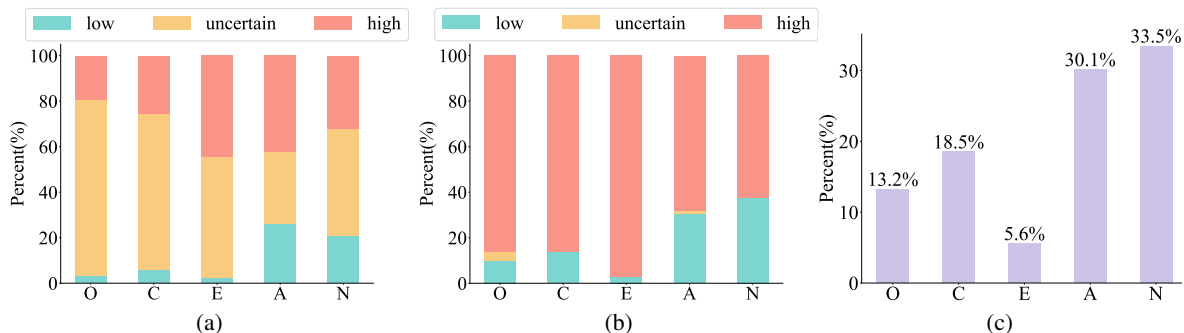 low uncertain high
Percent(%)
100
80
60
40
20
0
O C E A N
(a)
low uncertain high
Percent(%)
100
80
60
40
20
0
O C E A N
(b)
Percent(%)
30
20
10
0
13.2%
18.5%
5.6%
30.1%
33.5%
O C E A N
(c)